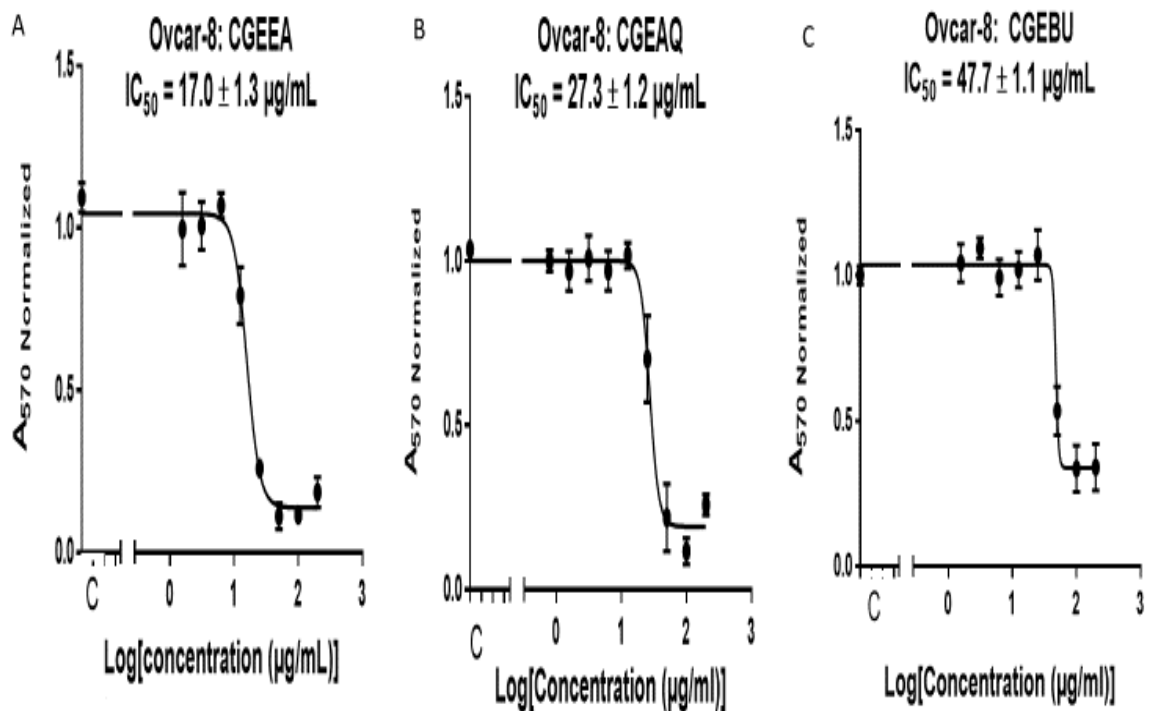 A
Ovcar-8: CGEEA
IC50 = 17.0 ± 1.3 µg/mL
1.5
1.0
0.5
0.0
A570 Normalized
C
0 1 2 3
Log[concentration (µg/mL)]
B
Ovcar-8: CGEAQ
IC50 = 27.3 ± 1.2 µg/mL
1.5
1.0
0.5
0.0
A570 Normalized
C
0 1 2 3
Log[Concentration (µg/ml)]
C
Ovcar-8: CGEBU
IC50 = 47.7 ± 1.1 µg/mL
1.5
1.0
0.5
0.0
A570 Normalized
C
0 1 2 3
Log[Concentration (µg/ml)]